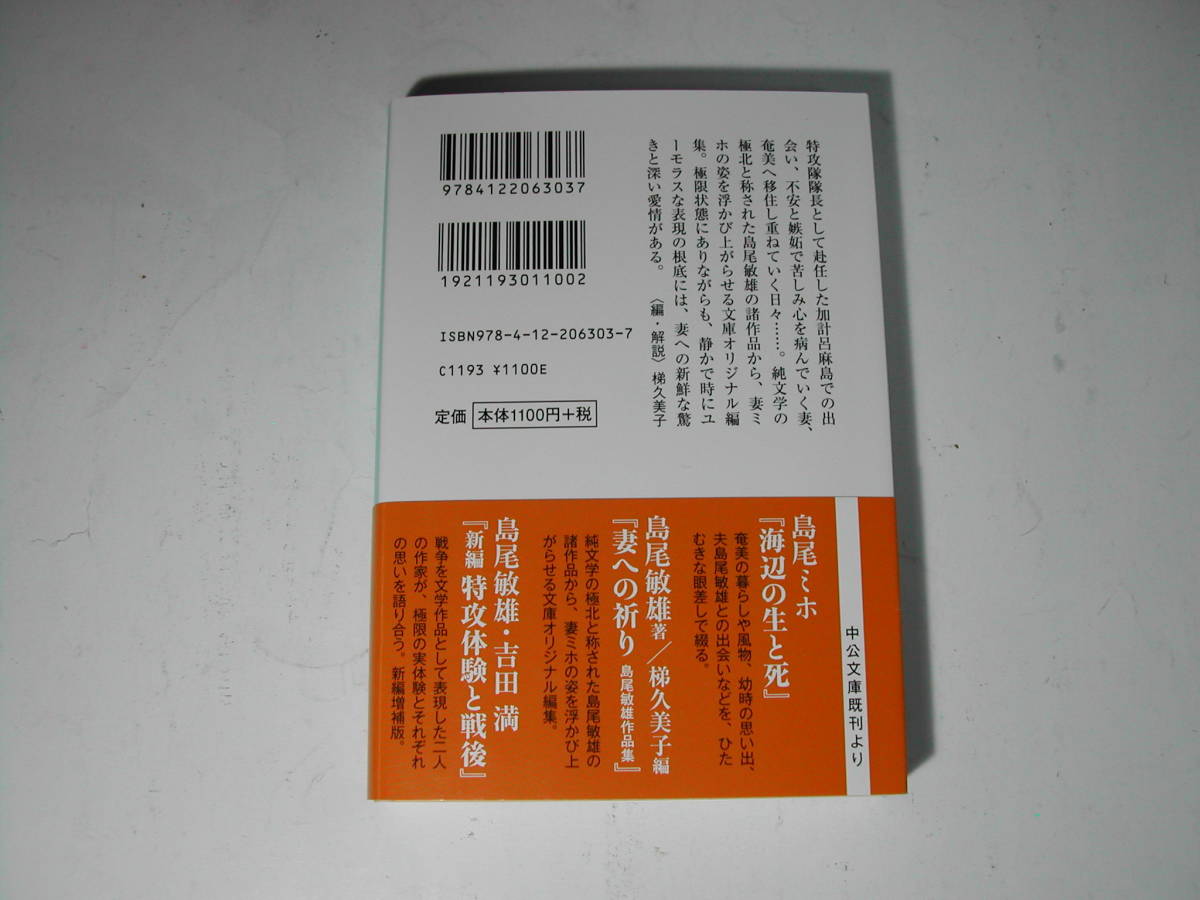 特攻隊隊長として赴任した加計呂麻島での出
会い、不安と嫉妬で苦しみ心を病んでいく妻、
奄美へ移住し重ねていく日々……。純文学の
極北と称された島尾敏雄の諸作品から、妻ミ
ホの姿を浮かび上がらせる文庫オリジナル編
集。極限状態にありながらも、静かで時にユ
ーモラスな表現の根底には、妻への新鮮な驚
きと深い愛情がある。〈編・解説〉梯久美子
9784122063037
1921193011002
ISBN978-4-12-206303-7
C1193 ¥1100E
定価 本体1100円+税
中公文庫既刊より
島尾ミホ
『海辺の生と死』
奄美の暮らしや風物、幼時の思い出、
夫島尾敏雄との出会いなどを、ひた
むきな眼差しで綴る。
島尾敏雄著／梯久美子編
『妻への祈り 島尾敏雄作品集』
純文学の極北と称された島尾敏雄の
諸作品から、妻ミホの姿を浮かび上
がらせる文庫オリジナル編集。
島尾敏雄・吉田 満
『新編 特攻体験と戦後』
戦争を文学作品として表現した二人
の作家が、極限の実体験とそれぞれ
の思いを語り合う。新編増補版。